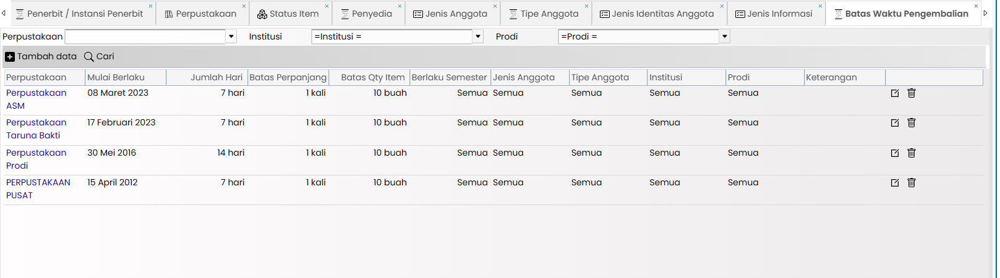 Penerbit / Instansi Penerbit Perpustakaan Status Item Penyedia Jenis Anggota Tipe Anggota Jenis Identitas Anggota Jenis Informasi Batas Waktu Pengembalian
Perpustakaan Institusi =Institusi = Prodi =Prodi =
Tambah data Cari
Perpustakaan Mulai Berlaku Jumlah Hari Batas Perpanjang Batas Qty Item Berlaku Semester Jenis Anggota Tipe Anggota Institusi Prodi Keterangan
Perpustakaan 08 Maret 2023 7 hari 1 kali 10 buah Semua Semua Semua Semua Semua
ASM
Perpustakaan 17 Februari 2023 7 hari 1 kali 10 buah Semua Semua Semua Semua Semua
Taruna Bakti
Perpustakaan 30 Mei 2016 14 hari 1 kali 10 buah Semua Semua Semua Semua Semua
Prodi
PERPUSTAKAAN 15 April 2012 7 hari 1 kali 10 buah Semua Semua Semua Semua Semua
PUSAT